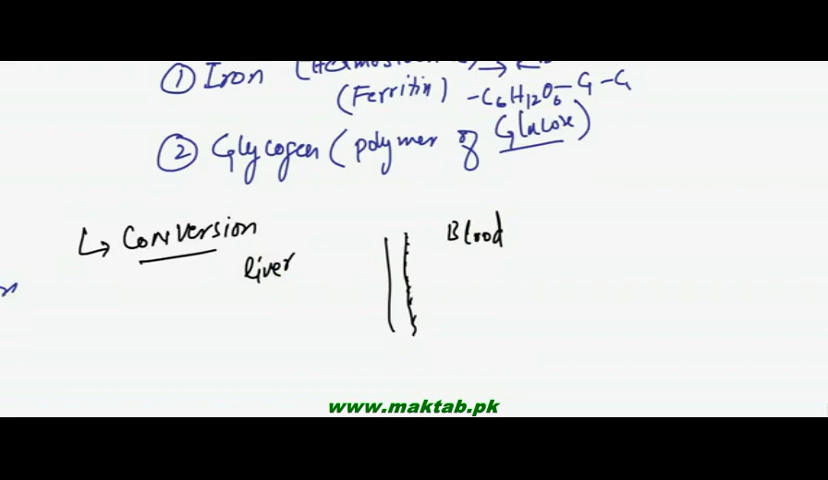 ① Iron
(Ferritin) -C6H12O6-G-G
② Glycogen (polymer of Glucose)
↳ Conversion
liver
Blood
www.maktab.pk